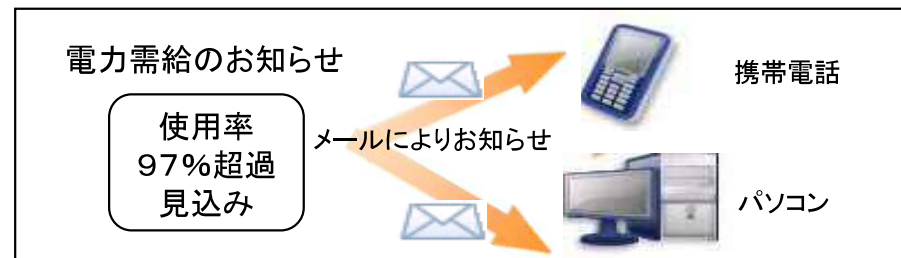 電力需給のお知らせ
使用率
９７%超過
見込み
メールによりお知らせ
携帯電話
パソコン